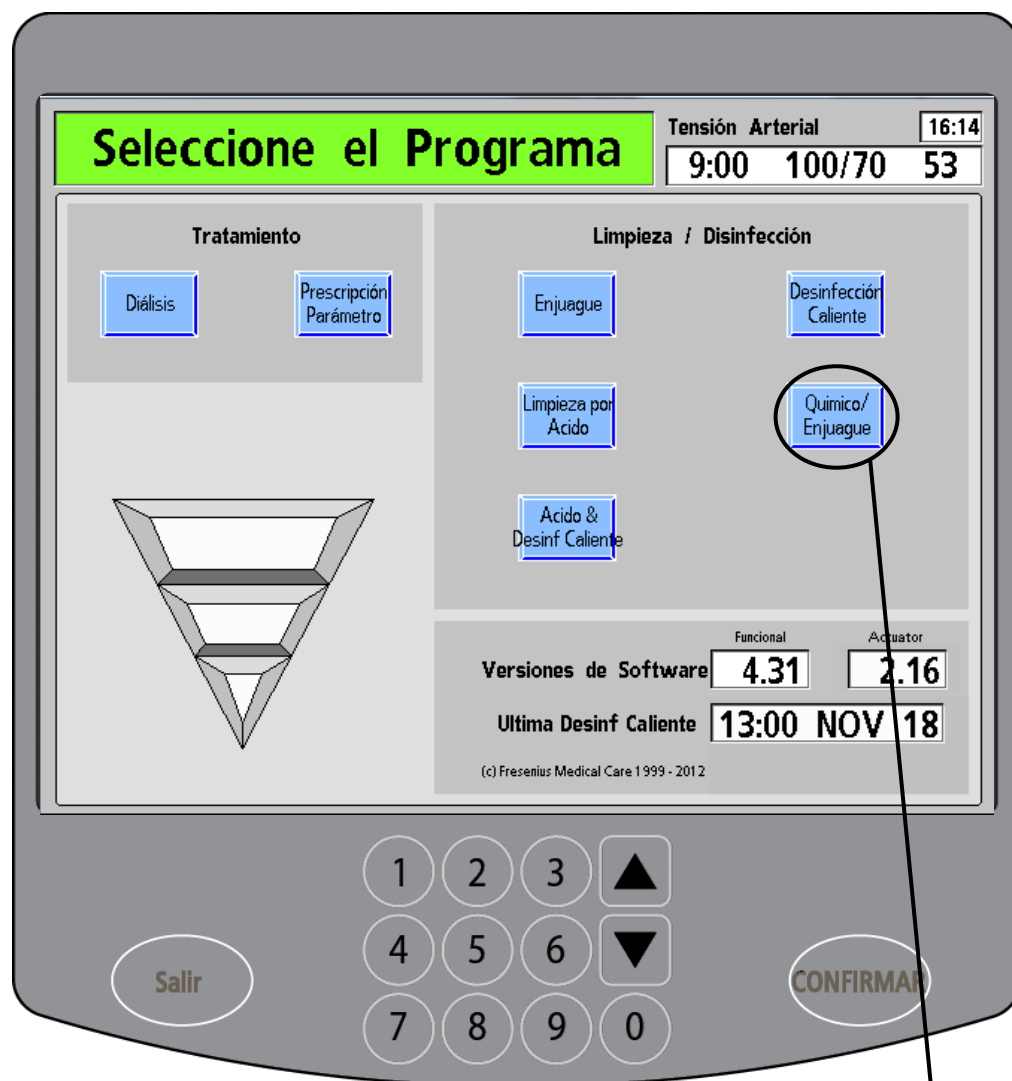 Seleccione el Programa
Tensión Arterial
16:14
9:00 100/70 53
Tratamiento
Diálisis
Prescripción
Parámetro
Limpieza / Disinfección
Enjuague
Desinfección
Caliente
Limpieza por
Acido
Quimico/
Enjuague
Acido &
Desinf Caliente
Funcional
Actuator
Versiones de Software
4.31
2.16
Ultima Desinf Caliente
13:00 NOV 18
(c) Fresenius Medical Care 1999 - 2012
1 2 3
4 5 6
7 8 9 0
Salir
CONFIRMAR